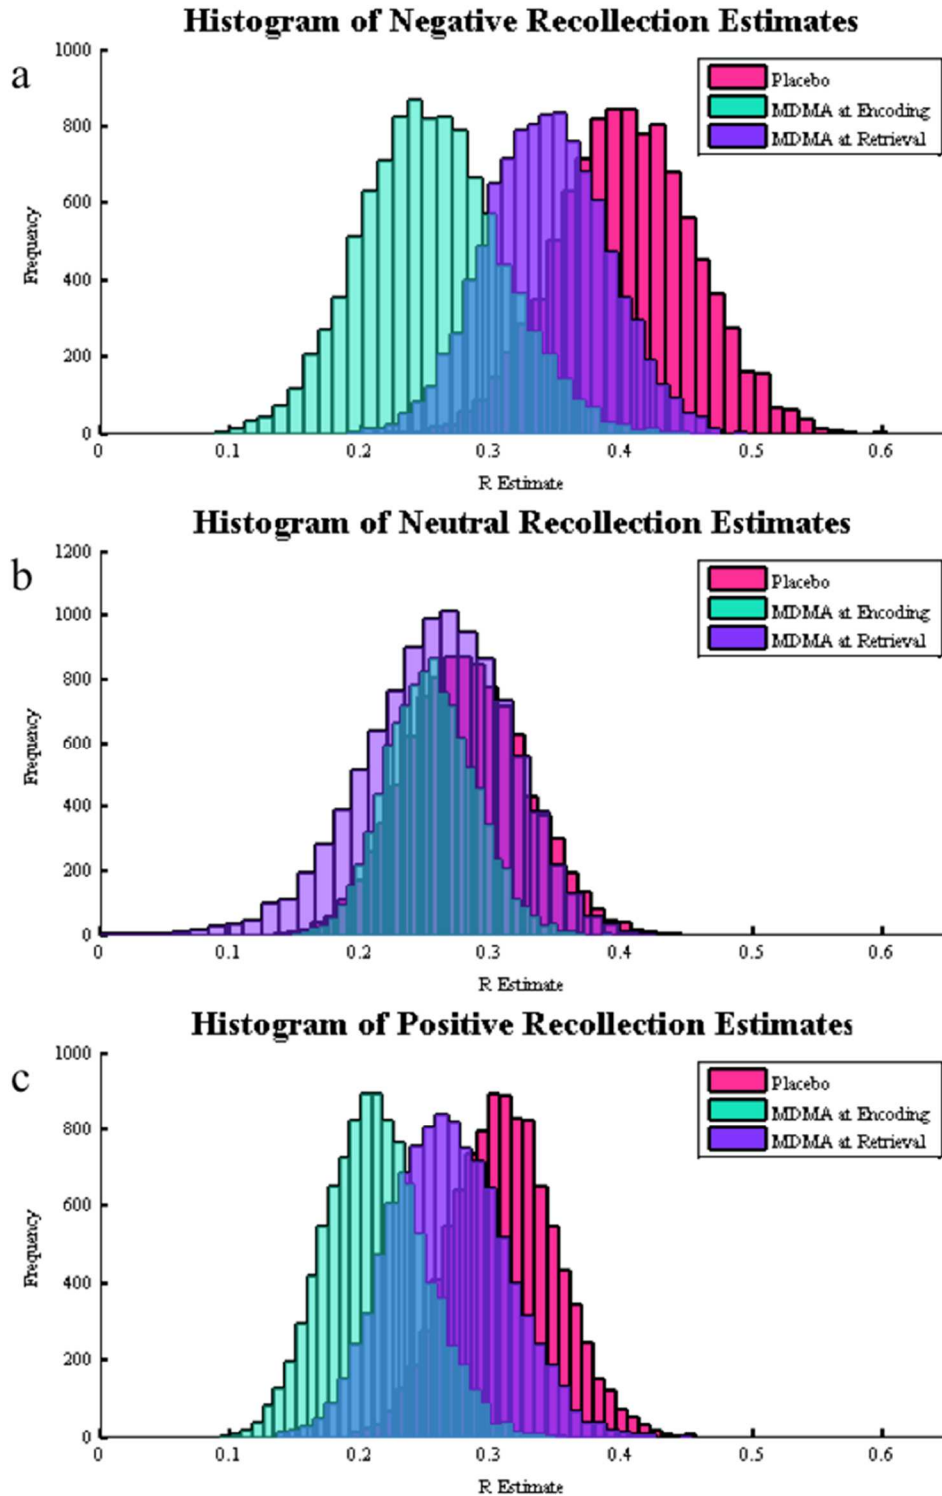 Histogram of Negative Recollection Estimates
a
1000
800
600
400
200
0
Frequency
0 0.1 0.2 0.3 0.4 0.5 0.6
R Estimate
Placebo
MDMA at Encoding
MDMA at Retrieval
Histogram of Neutral Recollection Estimates
b
1200
1000
800
600
400
200
0
Frequency
0 0.1 0.2 0.3 0.4 0.5 0.6
R Estimate
Placebo
MDMA at Encoding
MDMA at Retrieval
Histogram of Positive Recollection Estimates
c
1000
800
600
400
200
0
Frequency
0 0.1 0.2 0.3 0.4 0.5 0.6
R Estimate
Placebo
MDMA at Encoding
MDMA at Retrieval